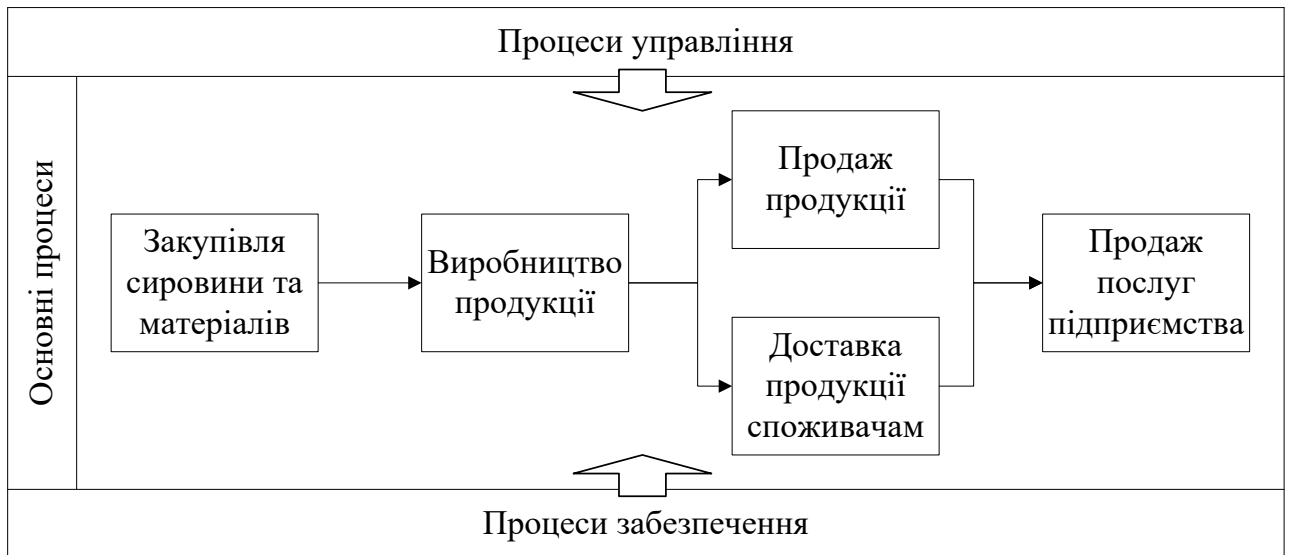 Процеси управління
Основні процеси
Закупівля
сировини та
матеріалів
Виробництво
продукції
Продаж
продукції
Доставка
продукції
споживачам
Продаж
послуг
підприємства
Процеси забезпечення